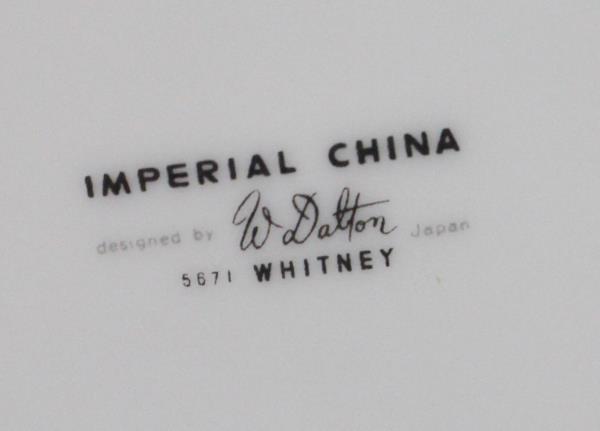 IMPERIAL CHINA
designed by W Dalton Japan
5671 WHITNEY